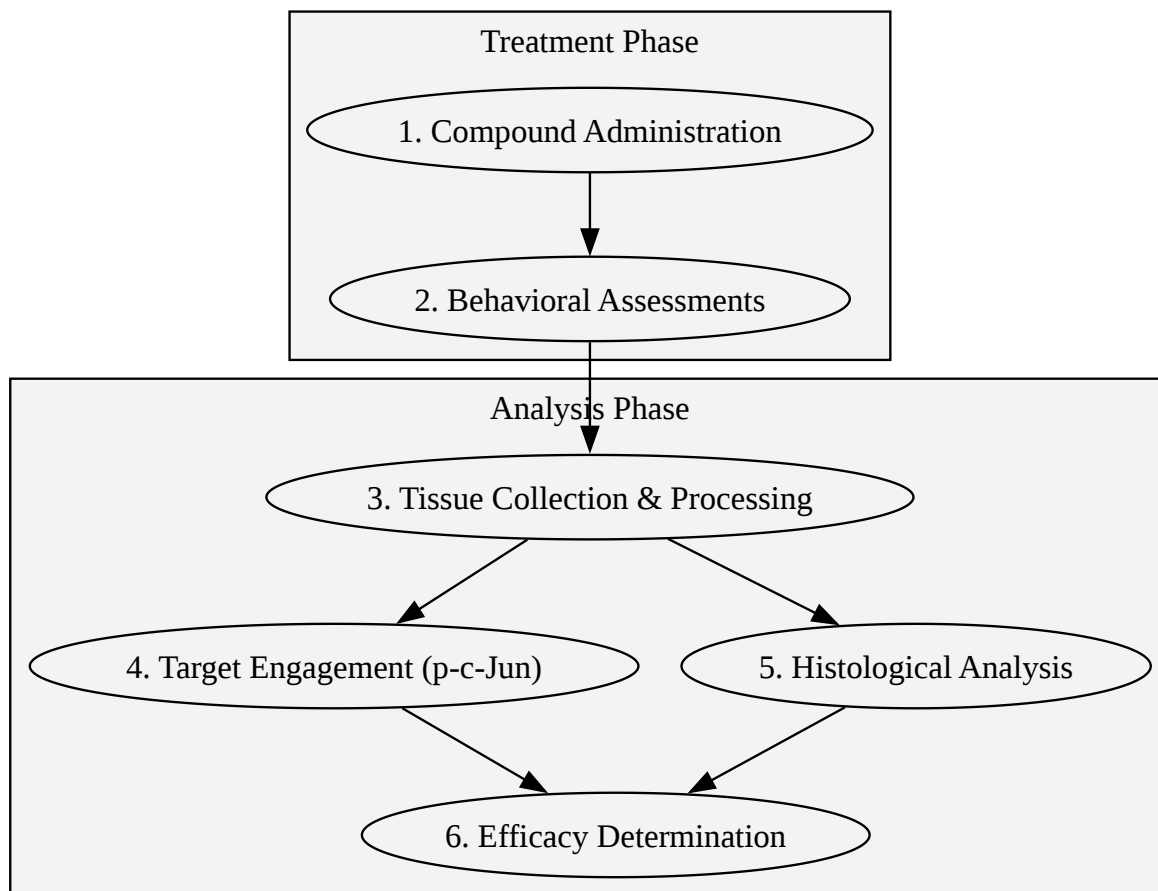 Treatment Phase
1. Compound Administration
2. Behavioral Assessments
Analysis Phase
3. Tissue Collection & Processing
4. Target Engagement (p-c-Jun)
5. Histological Analysis
6. Efficacy Determination